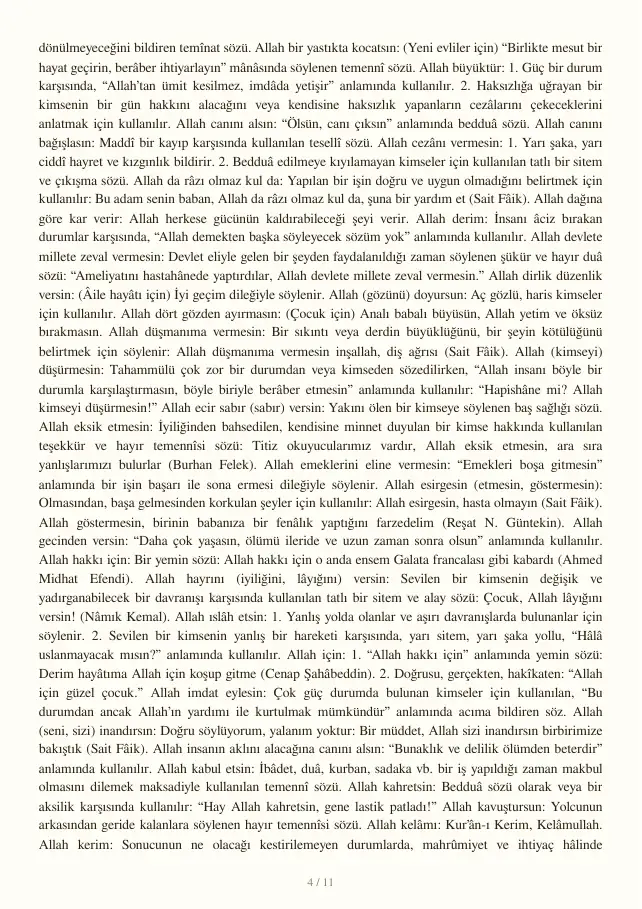 dönülmeyeceğini bildiren temînat sözü. Allah bir yastıkta kocatsın: (Yeni evliler için) “Birlikte mesut bir
hayat geçirin, berâber ihtiyarlayın” mânâsında söylenen temennî sözü. Allah büyüktür: 1. Güç bir durum
karşısında, “Allah’tan ümit kesilmez, imdâda yetişir” anlamında kullanılır. 2. Haksızlığa uğrayan bir
kimsenin bir gün hakkını alacağını veya kendisine haksızlık yapanların cezâlarını çekeceklerini
anlatmak için kullanılır. Allah canını alsın: “Ölsün, canı çıksın” anlamında bedduâ sözü. Allah canını
bağışlasın: Maddî bir kayıp karşısında kullanılan tesellî sözü. Allah cezânı vermesin: 1. Yarı şaka, yarı
ciddî hayret ve kızgınlık bildirir. 2. Bedduâ edilmeye kıyılamayan kimseler için kullanılan tatlı bir sitem
ve çıkışma sözü. Allah da râzı olmaz kul da: Yapılan bir işin doğru ve uygun olmadığını belirtmek için
kullanılır: Bu adam senin baban, Allah da râzı olmaz kul da, şuna bir yardım et (Sait Fâik). Allah dağına
göre kar verir: Allah herkese gücünün kaldırabileceği şeyi verir. Allah derim: İnsanı âciz bırakan
durumlar karşısında, “Allah demekten başka söyleyecek sözüm yok” anlamında kullanılır. Allah devlete
millete zeval vermesin: Devlet eliyle gelen bir şeyden faydalanıldığı zaman söylenen şükür ve hayır duâ
sözü: “Ameliyatını hastahânede yaptırdılar, Allah devlete millete zeval vermesin.” Allah dirlik düzenlik
versin: (Âile hayâtı için) İyi geçim dileğiyle söylenir. Allah (gözünü) doyursun: Aç gözlü, haris kimseler
için kullanılır. Allah dört gözden ayırmasın: (Çocuk için) Analı babalı büyüsün, Allah yetim ve öksüz
bırakmasın. Allah düşmanıma vermesin: Bir sıkıntı veya derdin büyüklüğünü, bir şeyin kötülüğünü
belirtmek için söylenir: Allah düşmanıma vermesin inşallah, diş ağrısı (Sait Fâik). Allah (kimseyi)
düşürmesin: Tahammülü çok zor bir durumdan veya kimseden sözedilirken, “Allah insanı böyle bir
durumla karşılaştırmasın, böyle biriyle berâber etmesin” anlamında kullanılır: “Hapishâne mi? Allah
kimseyi düşürmesin!” Allah ecir sabır (sabır) versin: Yakını ölen bir kimseye söylenen baş sağlığı sözü.
Allah eksik etmesin: İyiliğinden bahsedilen, kendisine minnet duyulan bir kimse hakkında kullanılan
teşekkür ve hayır temennîsi sözü: Titiz okuyucularımız vardır, Allah eksik etmesin, ara sıra
yanlışlarımızı bulurlar (Burhan Felek). Allah emeklerini eline vermesin: “Emekleri boşa gitmesin”
anlamında bir işin başarı ile sona ermesi dileğiyle söylenir. Allah esirgesin (etmesin, göstermesin):
Olmasından, başa gelmesinden korkulan şeyler için kullanılır: Allah esirgesin, hasta olmayın (Sait Fâik).
Allah göstermesin, birinin babanıza bir fenâlık yaptığını farzedelim (Reşat N. Güntekin). Allah
gecinden versin: “Daha çok yaşasın, ölümü ileride ve uzun zaman sonra olsun” anlamında kullanılır.
Allah hakkı için: Bir yemin sözü: Allah hakkı için o anda ensem Galata francalası gibi kabardı (Ahmed
Midhat Efendi). Allah hayrını (iyiliğini, lâyığını) versin: Sevilen bir kimsenin değişik ve
yadırganabilecek bir davranışı karşısında kullanılan tatlı bir sitem ve alay sözü: Çocuk, Allah lâyığını
versin! (Nâmık Kemal). Allah ıslâh etsin: 1. Yanlış yolda olanlar ve aşırı davranışlarda bulunanlar için
söylenir. 2. Sevilen bir kimsenin yanlış bir hareketi karşısında, yarı sitem, yarı şaka yollu, “Hâlâ
uslanmayacak mısın?” anlamında kullanılır. Allah için: 1. “Allah hakkı için” anlamında yemin sözü:
Derim hayâtıma Allah için koşup gitme (Cenap Şahâbeddin). 2. Doğrusu, gerçekten, hakîkaten: “Allah
için güzel çocuk.” Allah imdat eylesin: Çok güç durumda bulunan kimseler için kullanılan, “Bu
durumdan ancak Allah’ın yardımı ile kurtulmak mümkündür” anlamında acıma bildiren söz. Allah
(seni, sizi) inandırsın: Doğru söylüyorum, yalanım yoktur: Bir müddet, Allah sizi inandırsın birbirimize
bakıştık (Sait Fâik). Allah insanın aklını alacağına canını alsın: “Bunaklık ve delilik ölümden beterdir”
anlamında kullanılır. Allah kabul etsin: İbâdet, duâ, kurban, sadaka vb. bir iş yapıldığı zaman makbul
olmasını dilemek maksadiyle kullanılan temennî sözü. Allah kahretsin: Bedduâ sözü olarak veya bir
aksilik karşısında kullanılır: “Hay Allah kahretsin, gene lastik patladı!” Allah kavuştursun: Yolcunun
arkasından geride kalanlara söylenen hayır temennîsi sözü. Allah kelâmı: Kur’ân-ı Kerim, Kelâmullah.
Allah kerim: Sonucunun ne olacağı kestirilemeyen durumlarda, mahrûmiyet ve ihtiyaç hâlinde
4 / 11